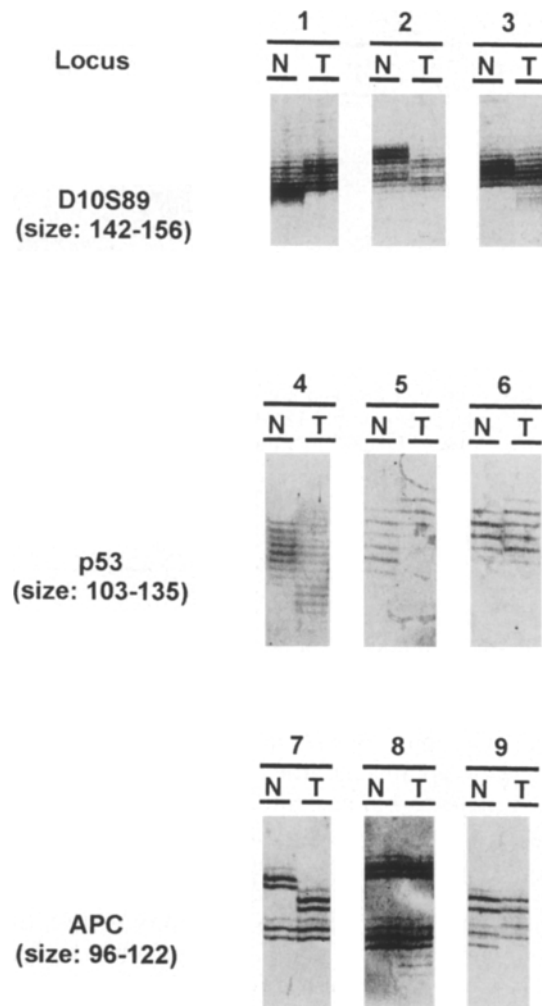 1 2 3
Locus N T N T N T
D10S89
(size: 142-156)
4 5 6
N T N T N T
p53
(size: 103-135)
7 8 9
N T N T N T
APC
(size: 96-122)